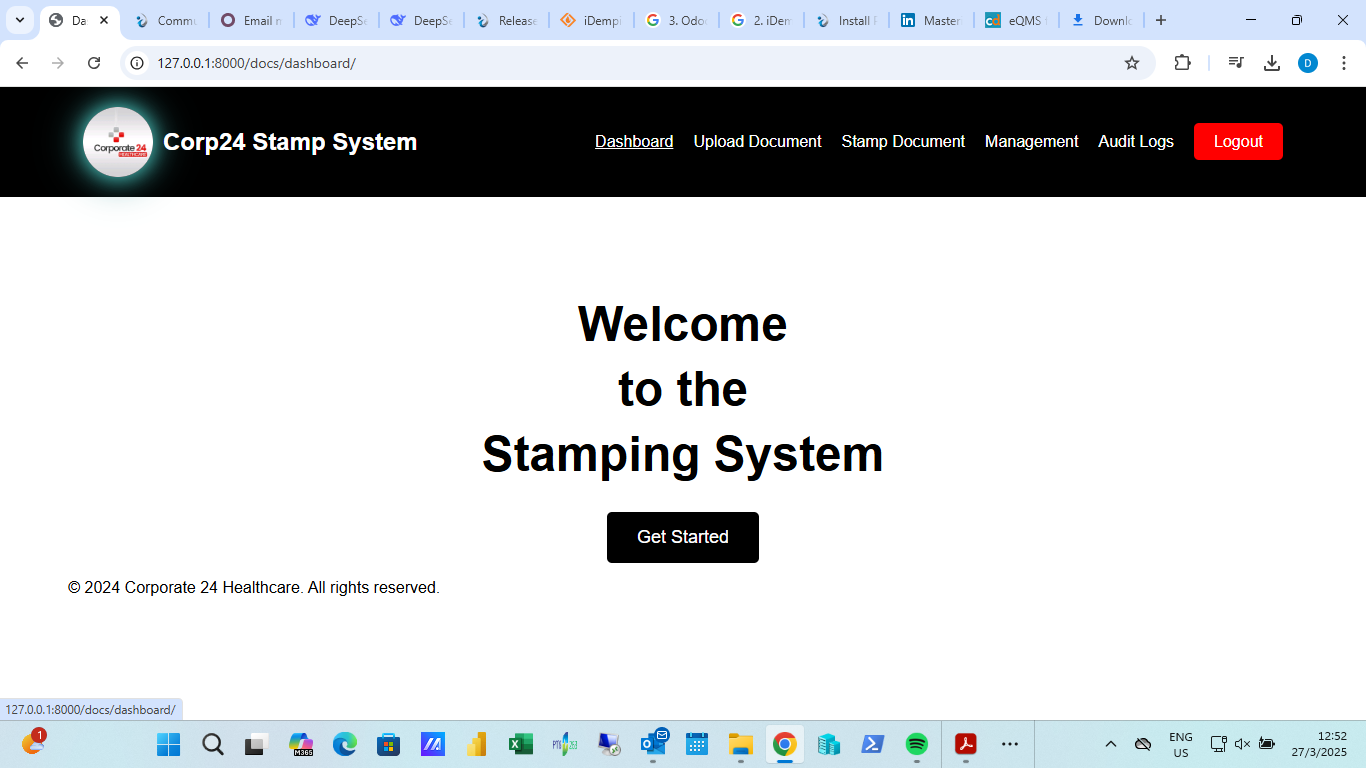 Da
Commu
Email n
DeepSe
DeepSe
Release
iDempi
3. Odo
2. iDem
Install
Master
eQMS
Downlo
127.0.0.1:8000/docs/dashboard/
D
Corporate 24
HEALTHCARE
Corp24 Stamp System
Dashboard
Upload Document
Stamp Document
Management
Audit Logs
Logout
Welcome
to the
Stamping System
Get Started
© 2024 Corporate 24 Healthcare. All rights reserved.
127.0.0.1:8000/docs/dashboard/
1
M365
ENG
US
12:52
27/3/2025